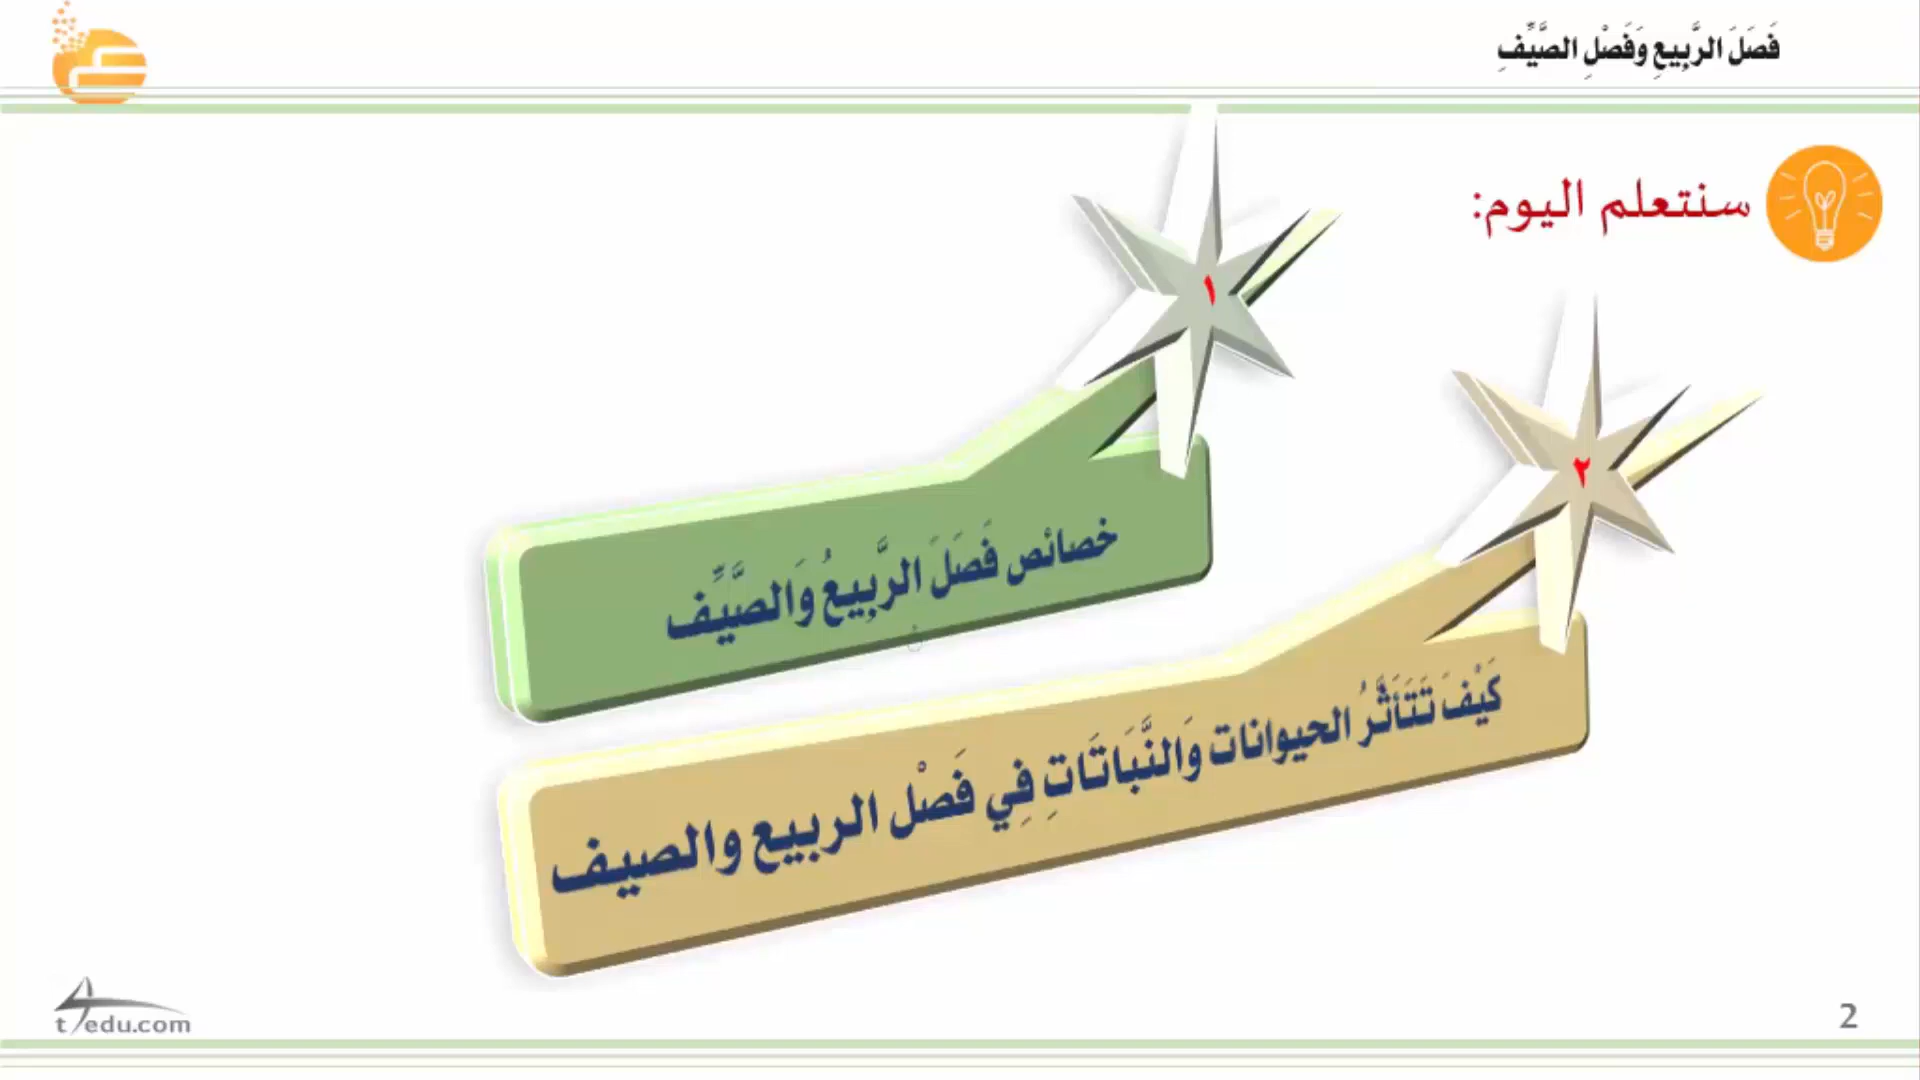 فَصَلَ الرَّبِيعِ وَفَصْلِ الصَّيِّفِ
سنتعلم اليوم:
١
خصائص فَصَلَ الرَّبِيعُ وَالصَّيِّف
٢
كَيْفَ تَتَأَثَّرُ الحيوانات وَالنَّبَاتَاتِ فِي فَصْل الربيع والصيف
t4edu.com
2